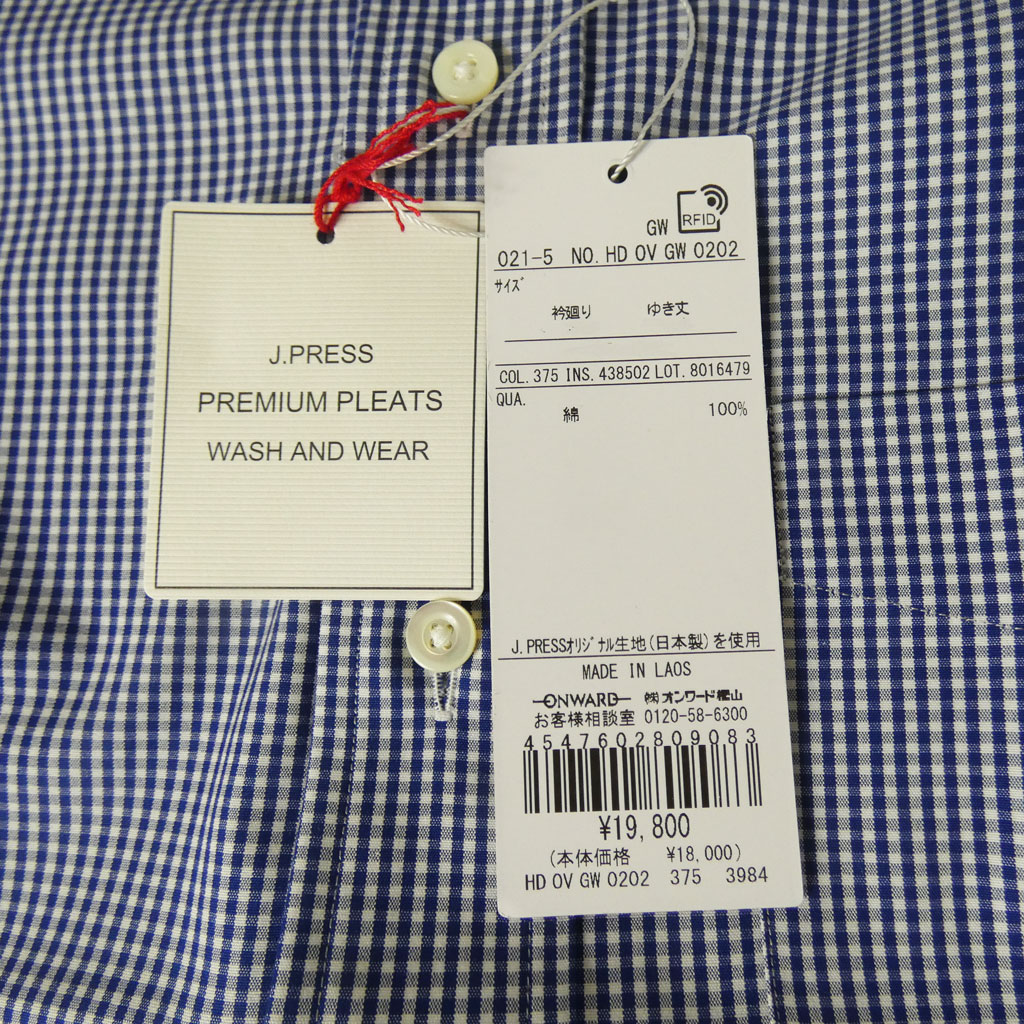 J.PRESS
PREMIUM PLEATS
WASH AND WEAR
RFID
GW
021-5 NO. HD OV GW 0202
サイズ
衿廻り ゆき丈
COL. 375 INS. 438502 LOT. 8016479
QUA.
綿 100%
J. PRESSオリジナル生地(日本製)を使用
MADE IN LAOS
ONWARD ㈱オンワード樫山
お客様相談室 0120-58-6300
4547602809083
¥19,800
(本体価格 ¥18,000)
HD OV GW 0202 375 3984